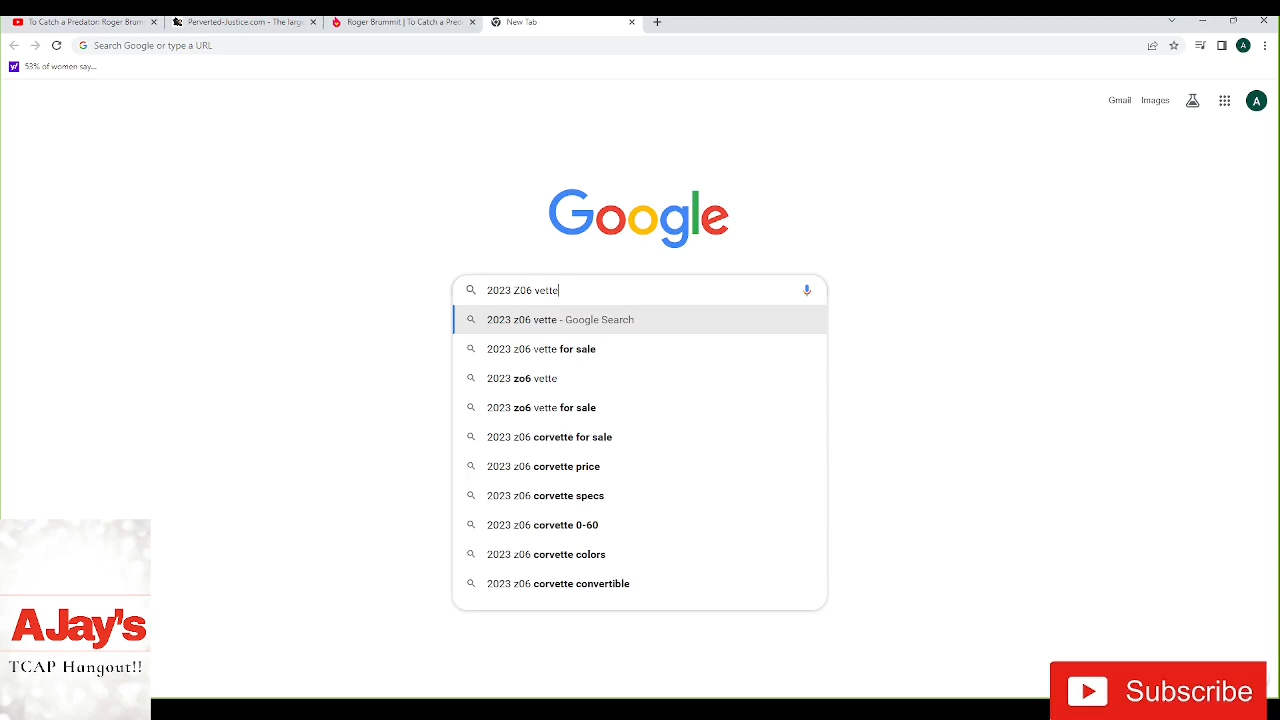 To Catch a Predator: Roger Brum
Perverted-Justice.com - The larg
Roger Brummit | To Catch a Preda
New Tab
Search Google or type a URL
A
53% of women say...
Gmail
Images
A
Google
2023 Z06 vette
2023 z06 vette - Google Search
2023 z06 vette for sale
2023 zo6 vette
2023 zo6 vette for sale
2023 z06 corvette for sale
2023 z06 corvette price
2023 z06 corvette specs
2023 z06 corvette 0-60
2023 z06 corvette colors
2023 z06 corvette convertible
AJay's
TCAP Hangout!!
Subscribe